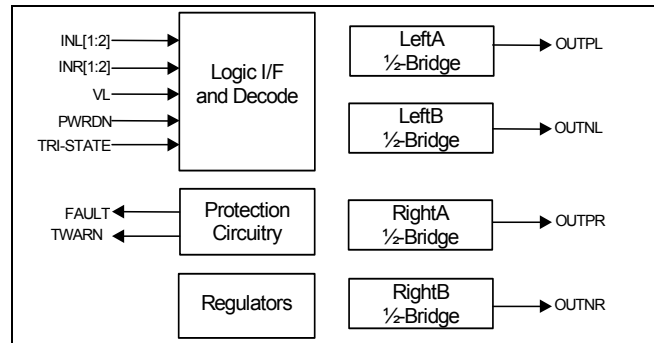 INL[1:2]
INR[1:2]
VL
PWRDN
TRI-STATE
Logic I/F
and Decode
LeftA
½-Bridge
OUTPL
LeftB
½-Bridge
OUTNL
FAULT
TWARN
Protection
Circuitry
RightA
½-Bridge
OUTPR
Regulators
RightB
½-Bridge
OUTNR